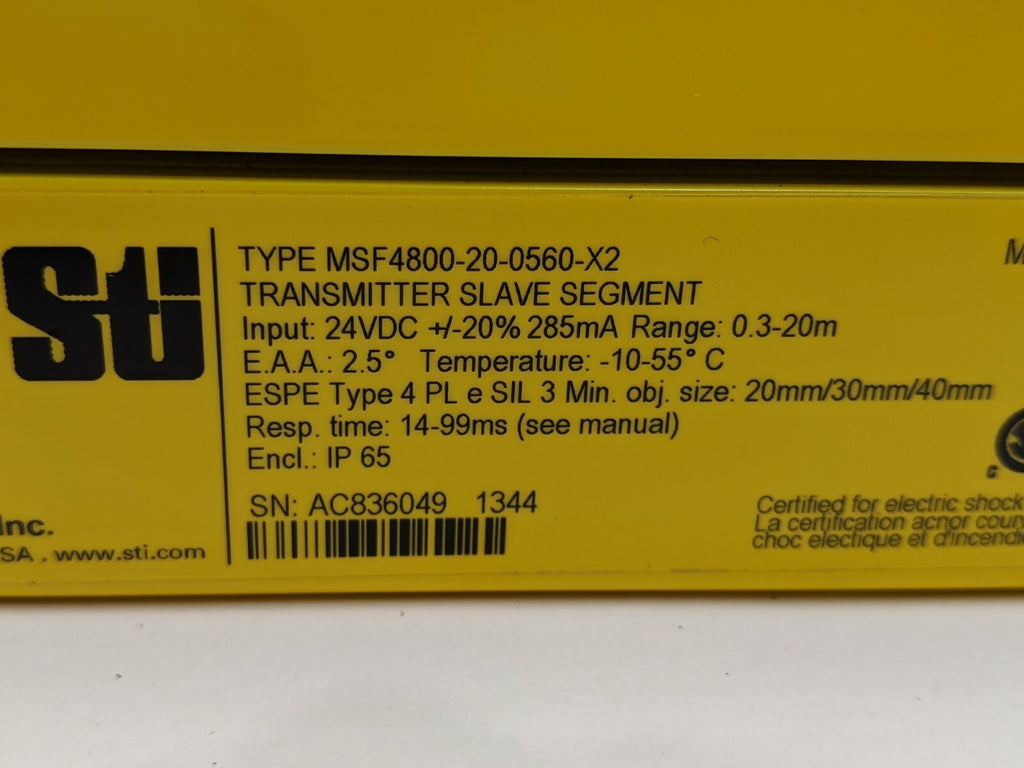 Sti
TYPE MSF4800-20-0560-X2
TRANSMITTER SLAVE SEGMENT
Input: 24VDC +/-20% 285mA Range: 0.3-20m
E.A.A.: 2.5° Temperature: -10-55° C
ESPE Type 4 PL e SIL 3 Min. obj. size: 20mm/30mm/40mm
Resp. time: 14-99ms (see manual)
Encl.: IP 65
SN: AC836049 1344
Inc.
SA . www.sti.com
M
c
Certified for electric shock
La certification acnor cour
choc electique et d'incendi